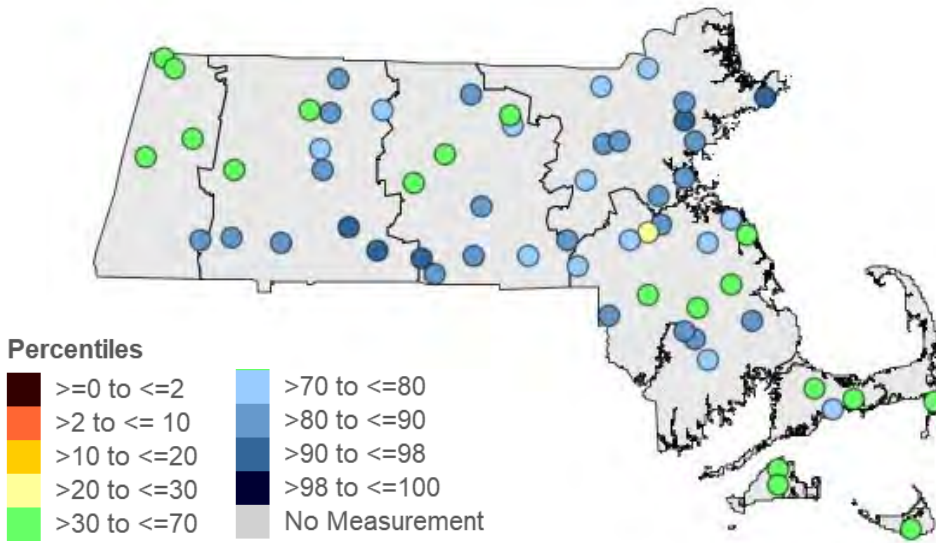 Percentiles
>=0 to <=2
>2 to <= 10
>10 to <=20
>20 to <=30
>30 to <=70
>70 to <=80
>80 to <=90
>90 to <=98
>98 to <=100
No Measurement